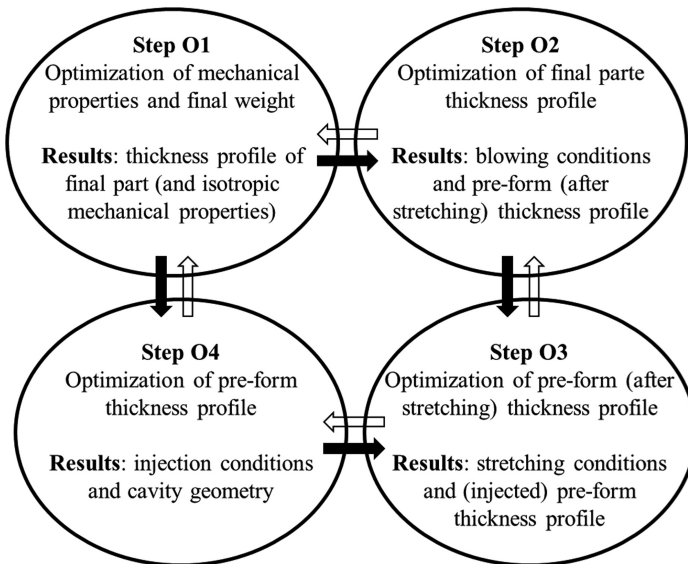 Step O1
Optimization of mechanical
properties and final weight
Results: thickness profile of
final part (and isotropic
mechanical properties)
Step O2
Optimization of final parte
thickness profile
Results: blowing conditions
and pre-form (after
stretching) thickness profile
Step O4
Optimization of pre-form
thickness profile
Results: injection conditions
and cavity geometry
Step O3
Optimization of pre-form (after
stretching) thickness profile
Results: stretching conditions
and (injected) pre-form
thickness profile